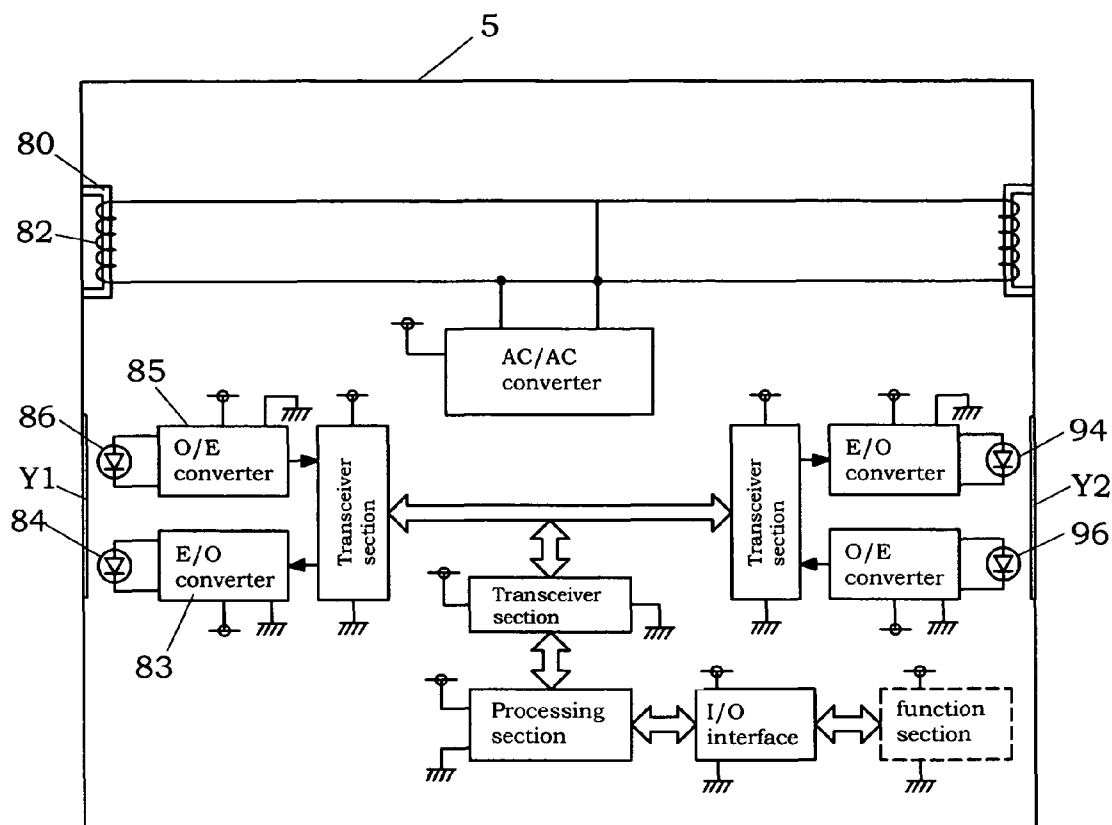 5
80
82
AC/AC
converter
85
86
O/E
converter
Y1
84
E/O
converter
83
Transceiver
section
Transceiver
section
E/O
converter
94
Y2
O/E
converter
96
Transceiver
section
Processing
section
I/O
interface
function
section